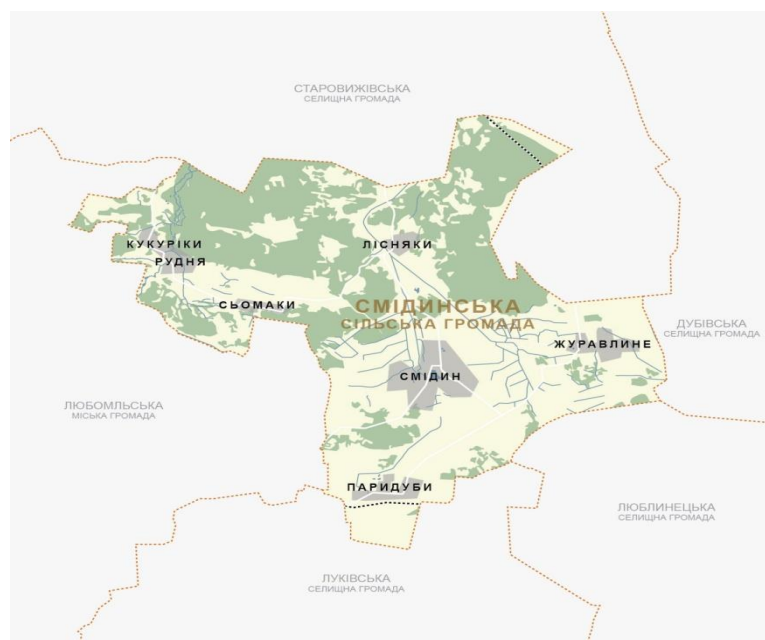 СТАРОВИЖІВСЬКА
СЕЛИЩНА ГРОМАДА
КУКУРІКИ
РУДНЯ
ЛІСНЯКИ
СЬОМАКИ
СМІДИНСЬКА
СІЛЬСЬКА ГРОМАДА
ДУБІВСЬКА
СЕЛИЩНА ГРОМАДА
ЖУРАВЛИНЕ
СМІДИН
ЛЮБОМЛЬСЬКА
МІСЬКА ГРОМАДА
ПАРИДУБИ
ЛЮБЛИНЕЦЬКА
СЕЛИЩНА ГРОМАДА
ЛУКІВСЬКА
СЕЛИЩНА ГРОМАДА